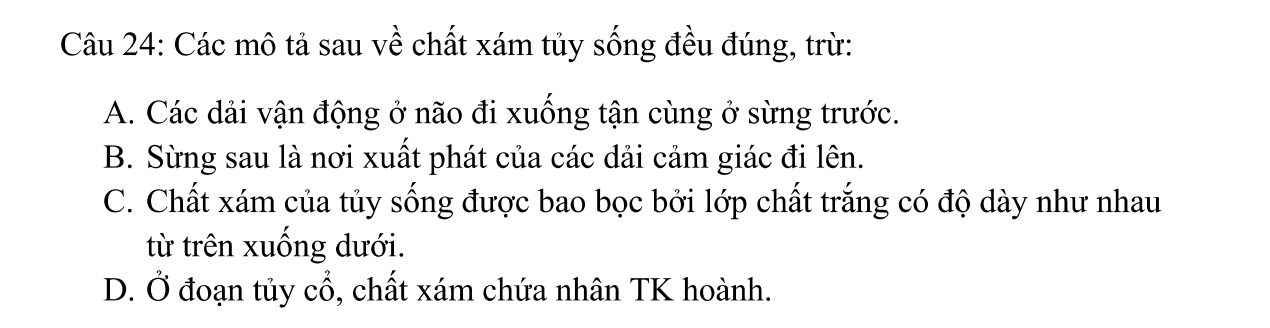 Câu 24: Các mô tả sau về chất xám tủy sống đều đúng, trừ:
A. Các dải vận động ở não đi xuống tận cùng ở sừng trước.
B. Sừng sau là nơi xuất phát của các dải cảm giác đi lên.
C. Chất xám của tủy sống được bao bọc bởi lớp chất trắng có độ dày như nhau
từ trên xuống dưới.
D. Ở đoạn tủy cổ, chất xám chứa nhân TK hoành.